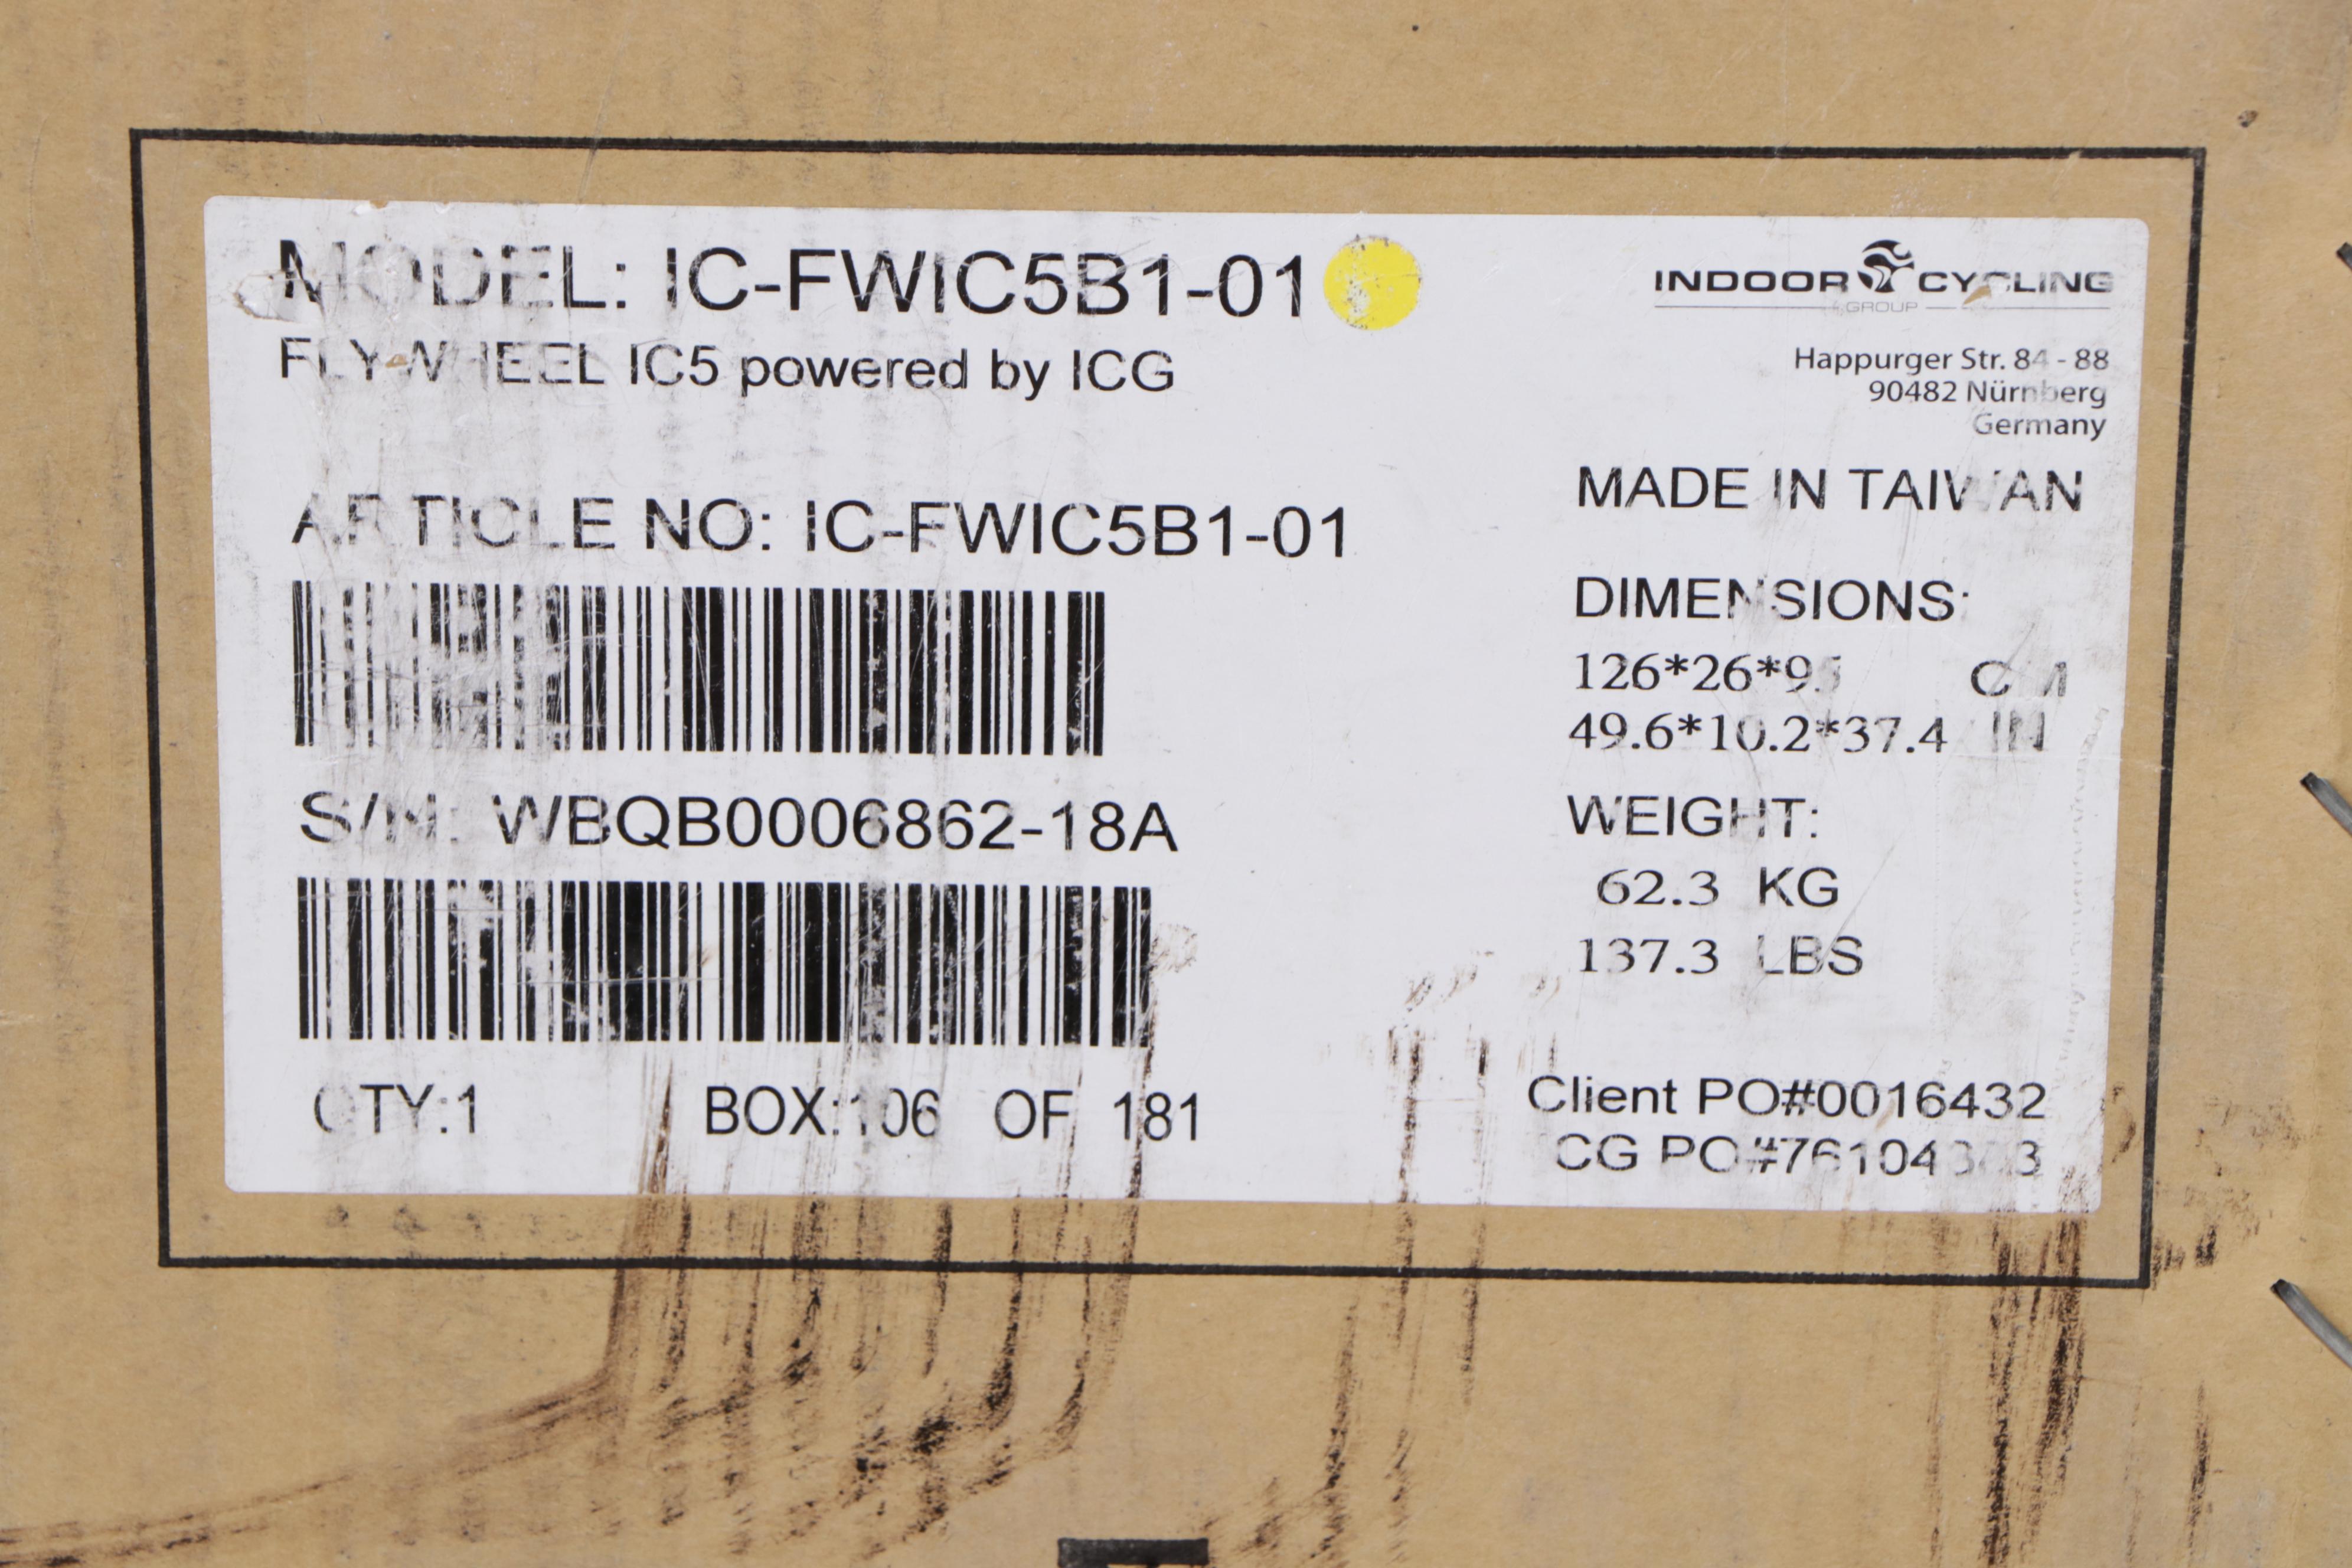 MODEL: IC-FWIC5B1-01
FLYWHEEL IC5 powered by ICG
ARTICLE NO: IC-FWIC5B1-01
S/N: WBQB0006862-18A
QTY:1 BOX:106 OF 181
INDOOR CYCLING
GROUP
Happurger Str. 84 - 88
90482 Nürnberg
Germany
MADE IN TAIWAN
DIMENSIONS:
126*26*95 CM
49.6*10.2*37.4 IN
WEIGHT:
62.3 KG
137.3 LBS
Client PO#0016432
ICG